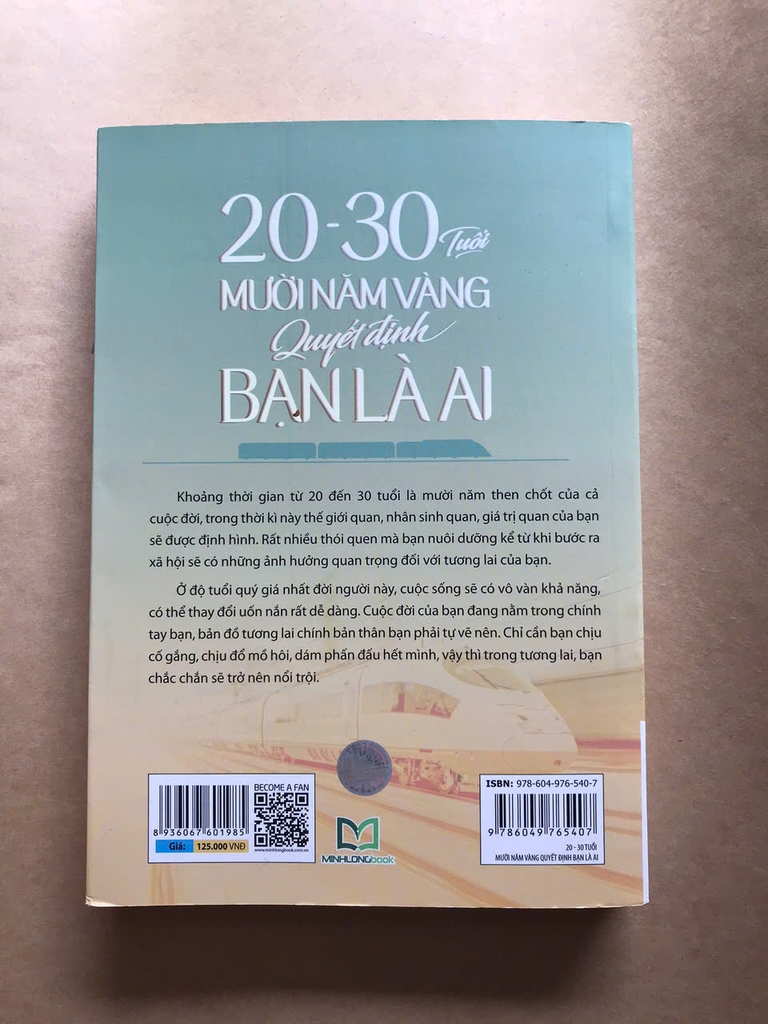 20-30 Tuổi
MƯỜI NĂM VÀNG
Quyết định
BẠN LÀ AI
Khoảng thời gian từ 20 đến 30 tuổi là mười năm then chốt của cả
cuộc đời, trong thời kì này thế giới quan, nhân sinh quan, giá trị quan của bạn
sẽ được định hình. Rất nhiều thói quen mà bạn nuôi dưỡng kể từ khi bước ra
xã hội sẽ có những ảnh hưởng quan trọng đối với tương lai của bạn.
Ở độ tuổi quý giá nhất đời người này, cuộc sống sẽ có vô vàn khả năng,
có thể thay đổi uốn nắn rất dễ dàng. Cuộc đời của bạn đang nằm trong chính
tay bạn, bản đồ tương lai chính bản thân bạn phải tự vẽ nên. Chỉ cần bạn chịu
cố gắng, chịu đổ mồ hôi, dám phấn đấu hết mình, vậy thì trong tương lai, bạn
chắc chắn sẽ trở nên nổi trội.
BECOME A FAN
8 936067 601985
Giá: 125.000 VNĐ
www.minhlongbook.com.vn
MINHLONGbook
ISBN: 978-604-976-540-7
9 786049 765407
20 - 30 TUỔI
MƯỜI NĂM VÀNG QUYẾT ĐỊNH BẠN LÀ AI